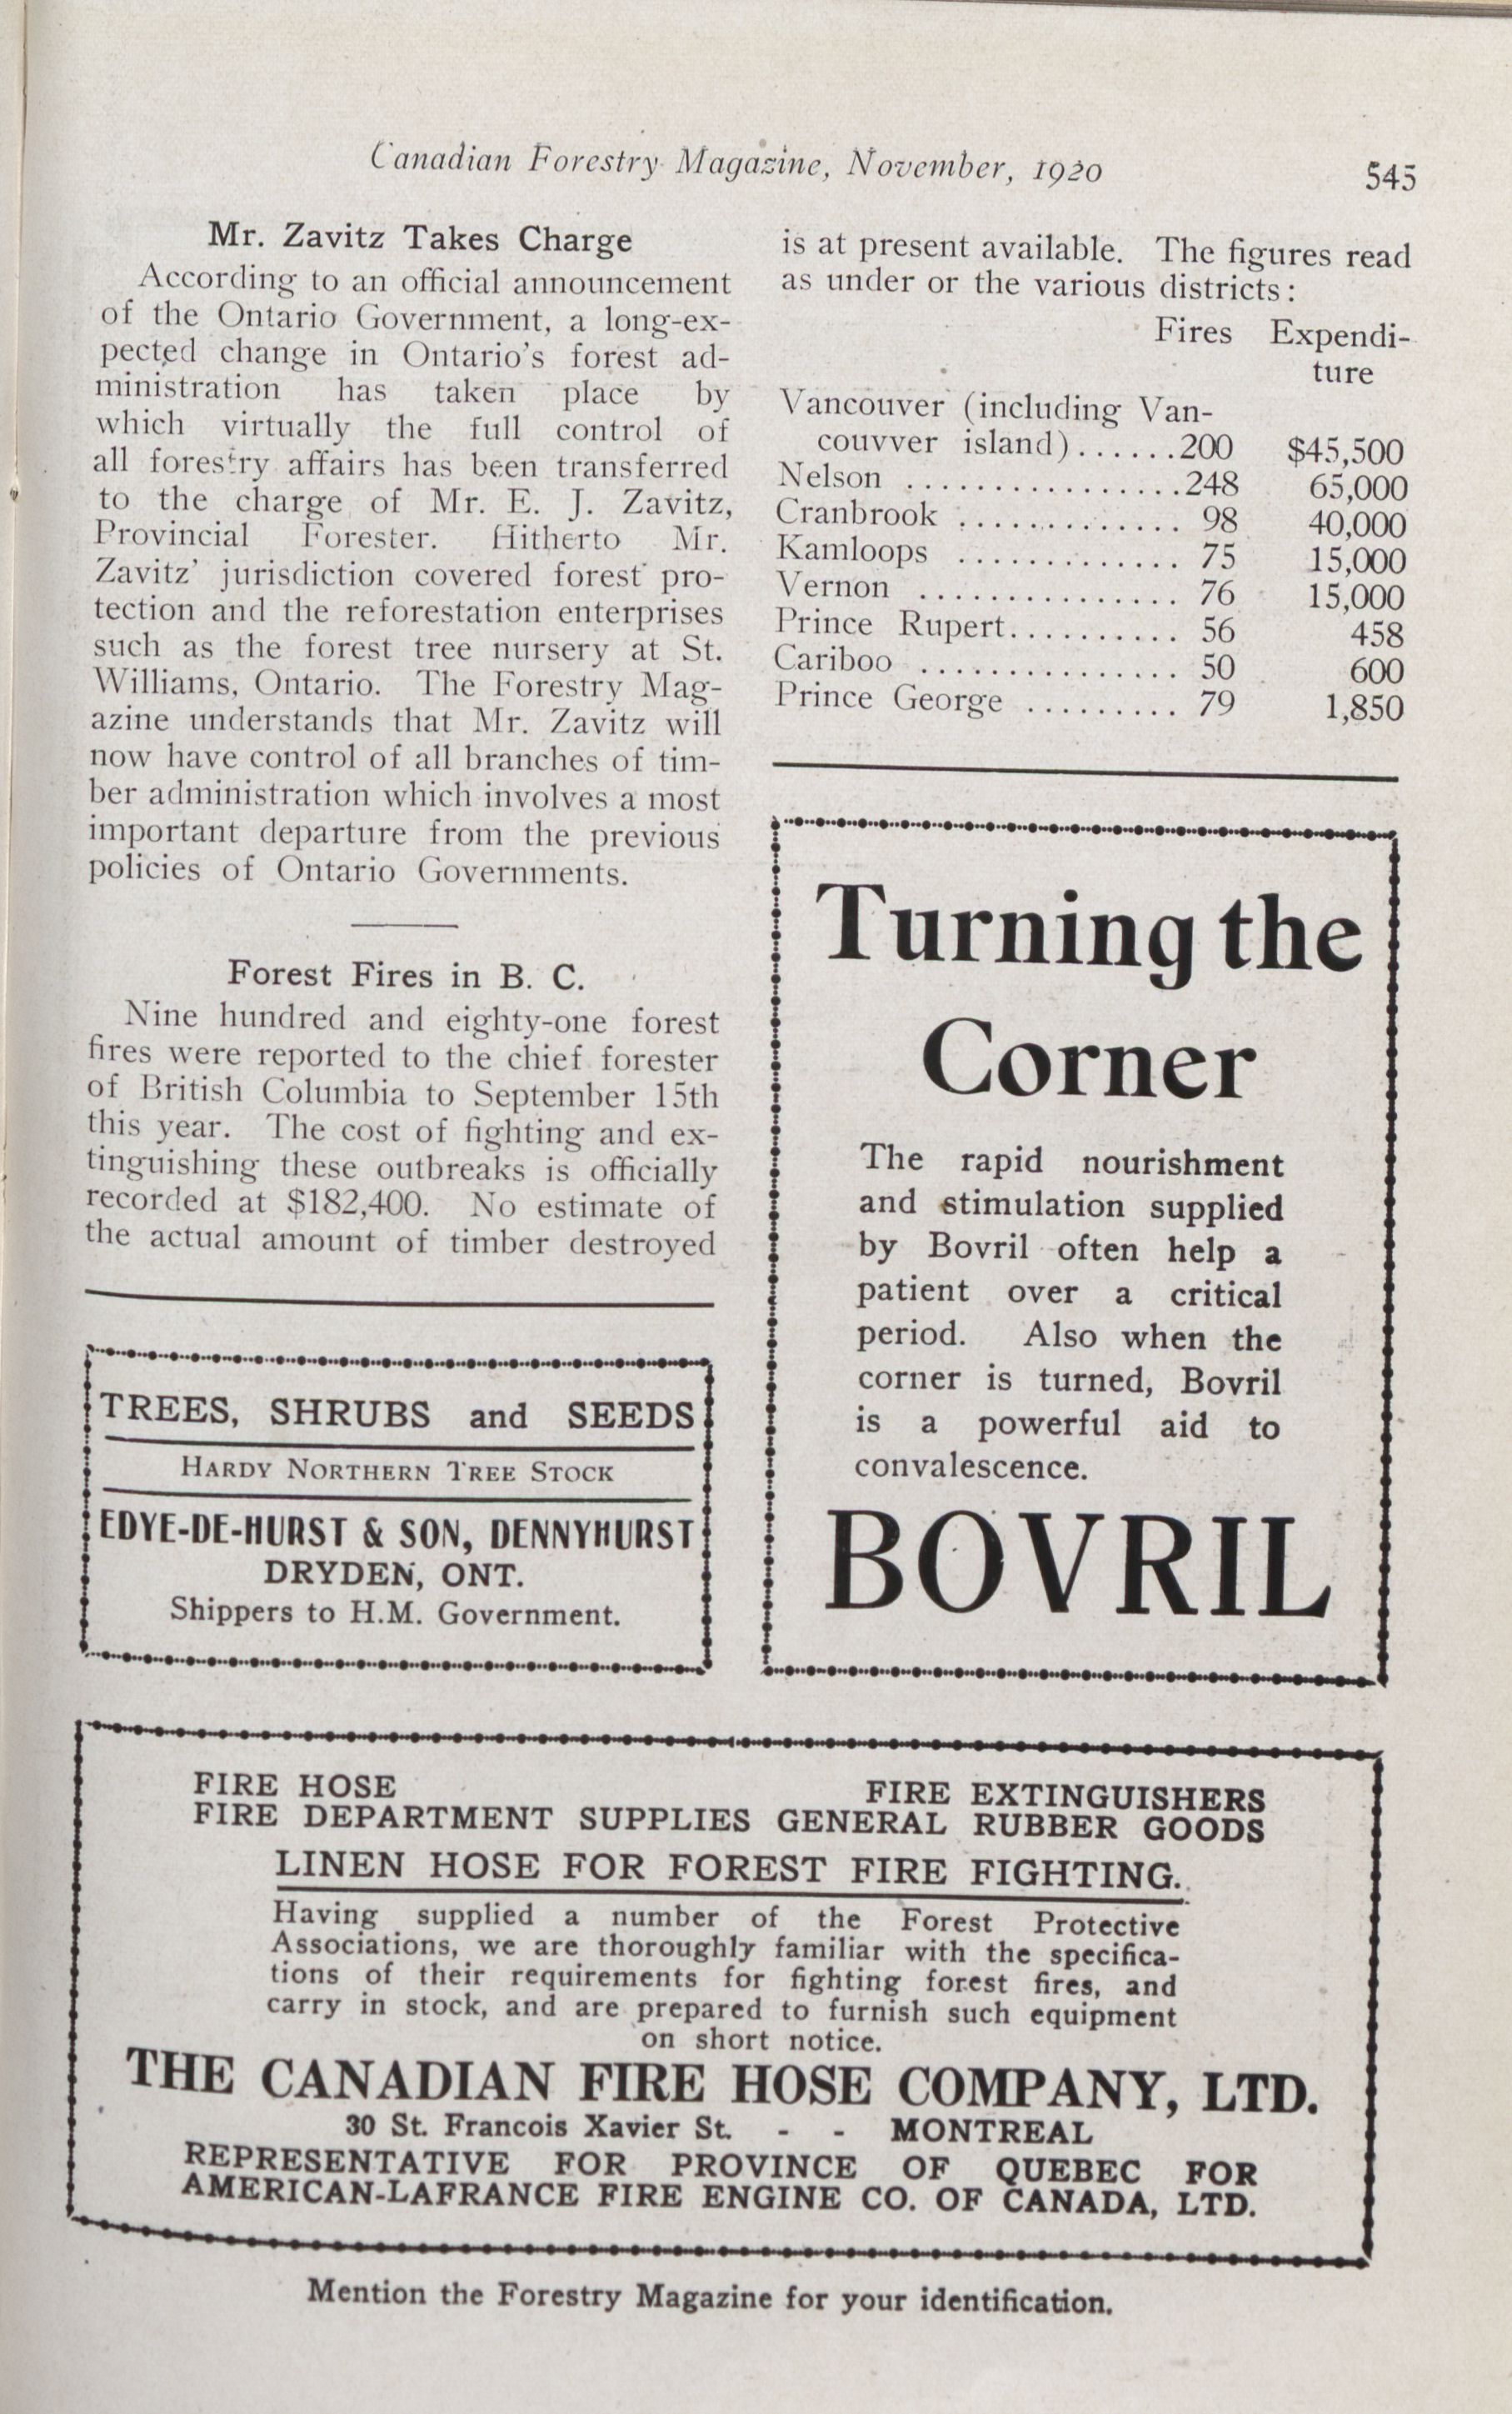 Canadian Forestry Magazine, November, 1920
545
Mr. Zavitz Takes Charge
According to an official announcement
of the Ontario Government, a long-ex-
pected change in Ontario's forest ad-
ministration has taken place by
which virtually the full control of
all forestry affairs has been transferred
to the charge of Mr. E. J. Zavitz,
Provincial Forester. Hitherto Mr.
Zavitz' jurisdiction covered forest pro-
tection and the reforestation enterprises
such as the forest tree nursery at St.
Williams, Ontario. The Forestry Mag-
azine understands that Mr. Zavitz will
now have control of all branches of tim-
ber administration which involves a most
important departure from the previous
policies of Ontario Governments.
Forest Fires in B. C.
Nine hundred and eighty-one forest
fires were reported to the chief forester
of British Columbia to September 15th
this year. The cost of fighting and ex-
tinguishing these outbreaks is officially
recorded at $182,400. No estimate of
the actual amount of timber destroyed
is at present available. The figures read
as under or the various districts:
Fires Expendi-
ture
Vancouver (including Van-
couvver island)......200 $45,500
Nelson ................248 65,000
Cranbrook ............. 98 40,000
Kamloops ............. 75 15,000
Vernon ............... 76 15,000
Prince Rupert.......... 56 458
Cariboo ............... 50 600
Prince George ......... 79 1,850
TREES, SHRUBS and SEEDS
HARDY NORTHERN TREE STOCK
EDYE-DE-HURST & SON, DENNYHURST
DRYDEN, ONT.
Shippers to H.M. Government.
Turning the
Corner
The rapid nourishment
and stimulation supplied
by Bovril often help a
patient over a critical
period. Also when the
corner is turned, Bovril
is a powerful aid to
convalescence.
BOVRIL
FIRE HOSE FIRE EXTINGUISHERS
FIRE DEPARTMENT SUPPLIES GENERAL RUBBER GOODS
LINEN HOSE FOR FOREST FIRE FIGHTING.
Having supplied a number of the Forest Protective
Associations, we are thoroughly familiar with the specifica-
tions of their requirements for fighting forest fires, and
carry in stock, and are prepared to furnish such equipment
on short notice.
THE CANADIAN FIRE HOSE COMPANY, LTD.
30 St. Francois Xavier St. - - MONTREAL
REPRESENTATIVE FOR PROVINCE OF QUEBEC FOR
AMERICAN-LAFRANCE FIRE ENGINE CO. OF CANADA, LTD.
Mention the Forestry Magazine for your identification.